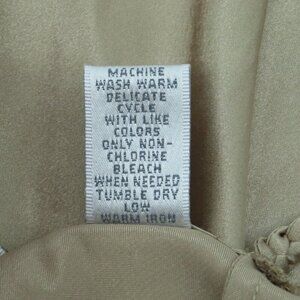 MACHINE
WASH WARM
DELICATE
CYCLE
WITH LIKE
COLORS
ONLY NON-
CHLORINE
BLEACH
WHEN NEEDED
TUMBLE DRY
LOW
WARM IRON